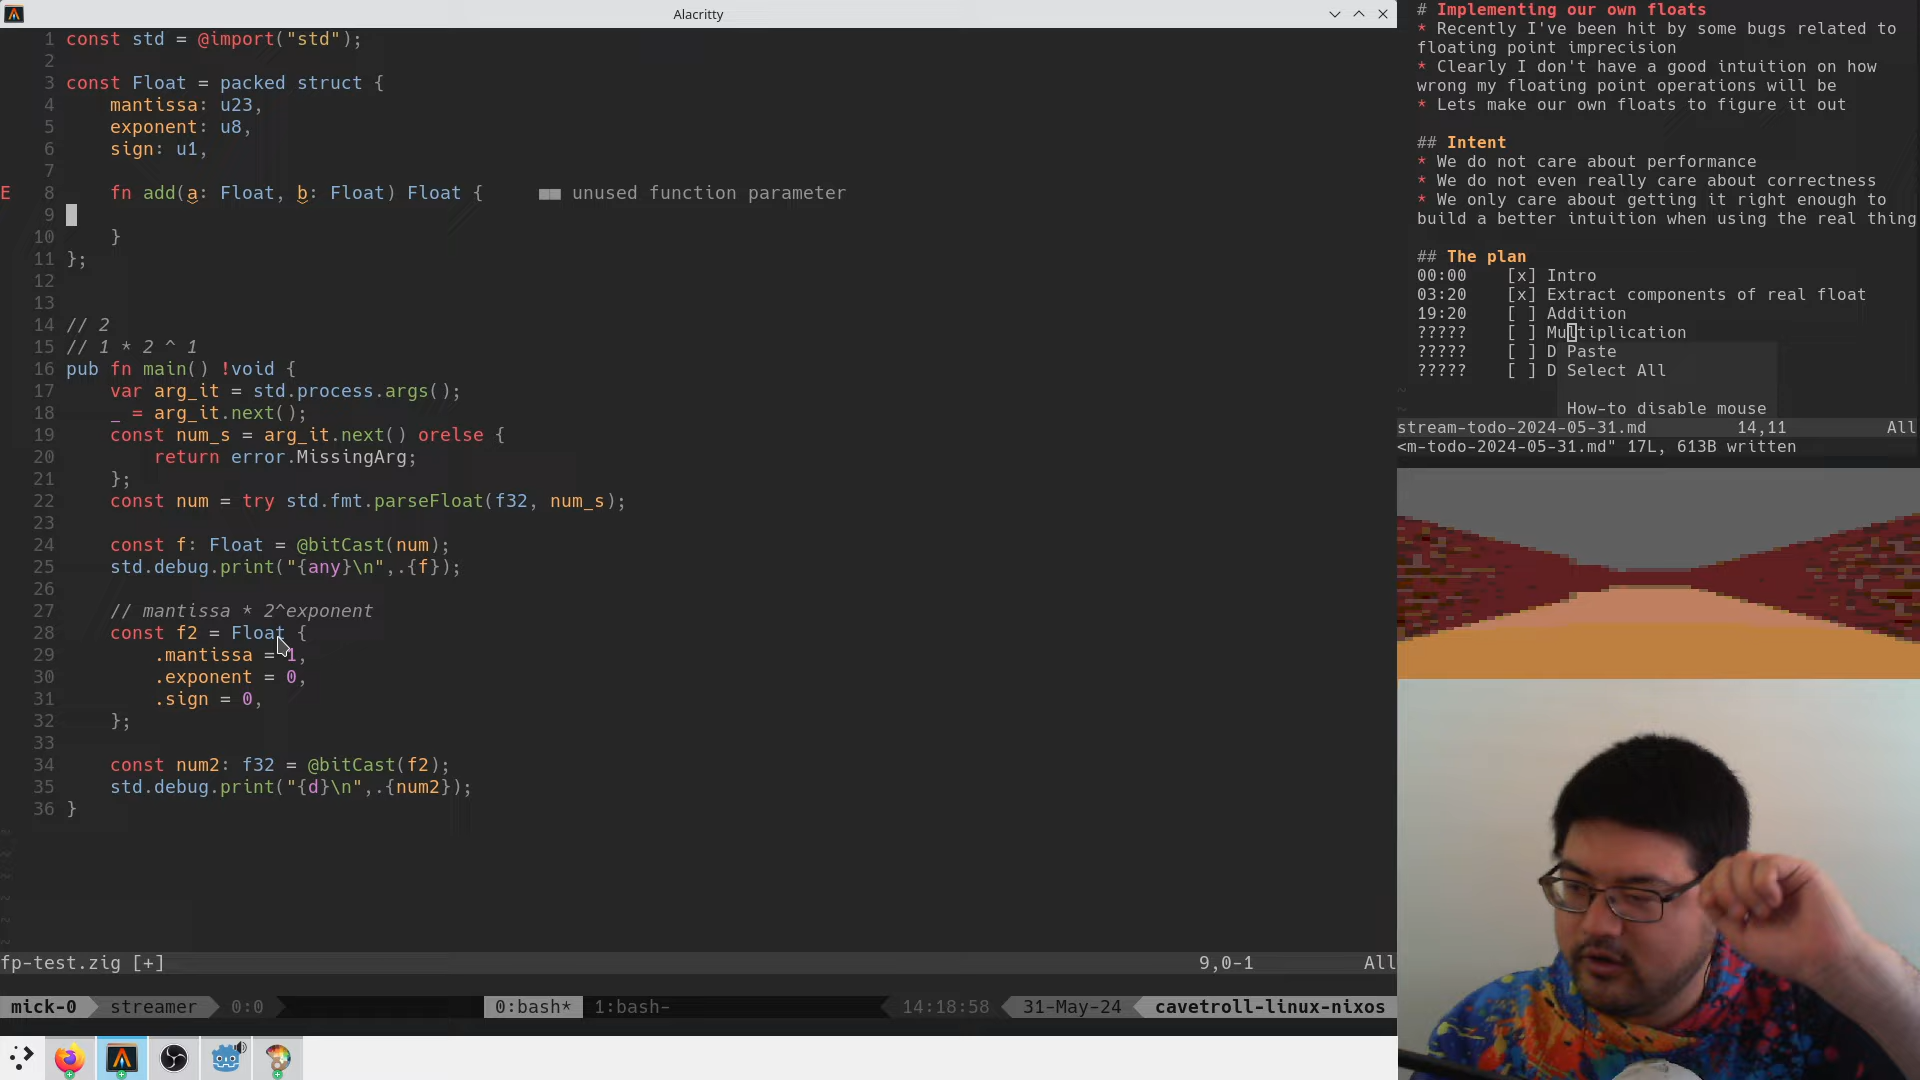 Alacritty
1 const std = @import("std");
2
3 const Float = packed struct {
4 mantissa: u23,
5 exponent: u8,
6 sign: u1,
7
E 8 fn add(a: Float, b: Float) Float { ■■ unused function parameter
9
10 }
11 };
12
13
14 // 2
15 // 1 * 2 ^ 1
16 pub fn main() !void {
17 var arg_it = std.process.args();
18 _ = arg_it.next();
19 const num_s = arg_it.next() orelse {
20 return error.MissingArg;
21 };
22 const num = try std.fmt.parseFloat(f32, num_s);
23
24 const f: Float = @bitCast(num);
25 std.debug.print("{any}\n",.{f});
26
27 // mantissa * 2^exponent
28 const f2 = Float {
29 .mantissa = 1,
30 .exponent = 0,
31 .sign = 0,
32 };
33
34 const num2: f32 = @bitCast(f2);
35 std.debug.print("{d}\n",.{num2});
36 }
~
~
~
~
~
~
fp-test.zig [+] 9,0-1 All
mick-0 streamer 0:0 0:bash* 1:bash- 14:18:58 31-May-24 cavetroll-linux-nixos
# Implementing our own floats
* Recently I've been hit by some bugs related to
floating point imprecision
* Clearly I don't have a good intuition on how
wrong my floating point operations will be
* Lets make our own floats to figure it out
## Intent
* We do not care about performance
* We do not even really care about correctness
* We only care about getting it right enough to
build a better intuition when using the real thing
## The plan
00:00 [x] Intro
03:20 [x] Extract components of real float
19:20 [ ] Addition
????? [ ] Multiplication
????? [ ] D Paste
????? [ ] D Select All
~
~ How-to disable mouse
stream-todo-2024-05-31.md 14,11 All
<m-todo-2024-05-31.md" 17L, 613B written